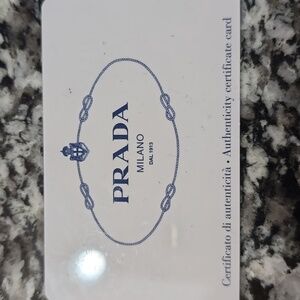 PRADA
MILANO
DAL 1913
Certificato di autenticità • Authenticity certificate card